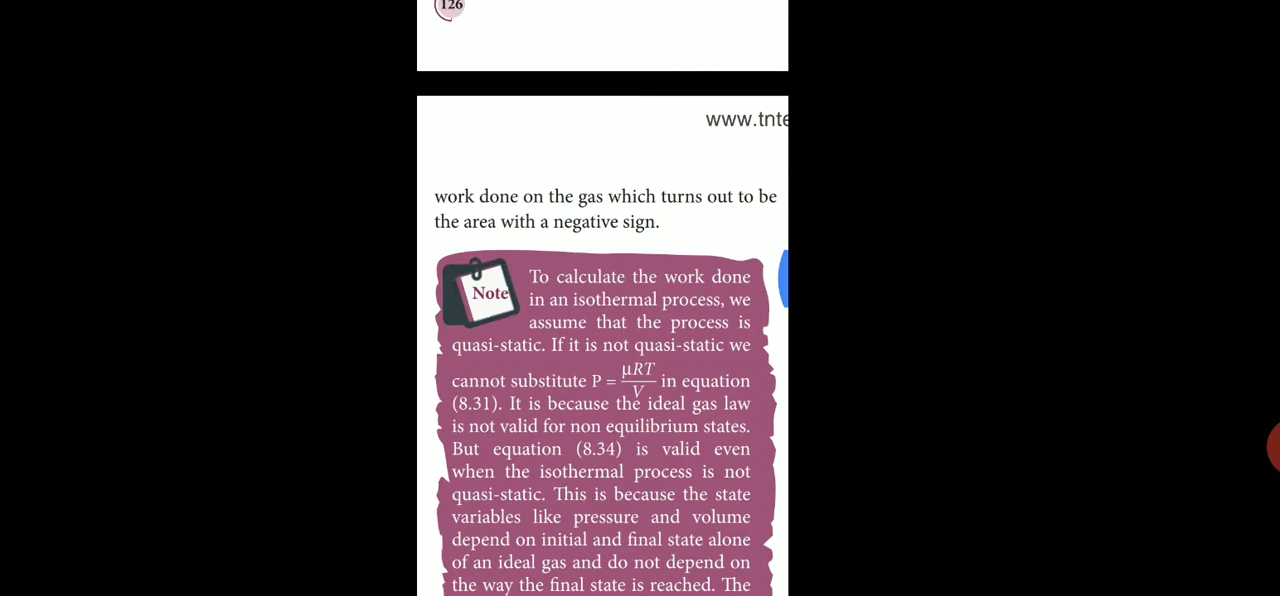 126
www.tnte
work done on the gas which turns out to be
the area with a negative sign.
Note
To calculate the work done
in an isothermal process, we
assume that the process is
quasi-static. If it is not quasi-static we
cannot substitute P = μRT/V in equation
(8.31). It is because the ideal gas law
is not valid for non equilibrium states.
But equation (8.34) is valid even
when the isothermal process is not
quasi-static. This is because the state
variables like pressure and volume
depend on initial and final state alone
of an ideal gas and do not depend on
the way the final state is reached. The